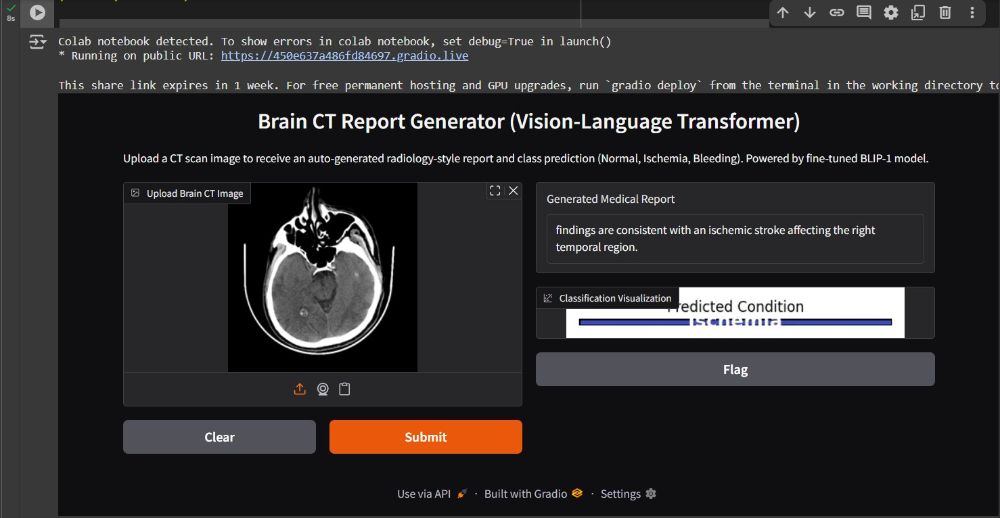 8s
Colab notebook detected. To show errors in colab notebook, set debug=True in launch()
* Running on public URL: https://450e637a486fd84697.gradio.live
This share link expires in 1 week. For free permanent hosting and GPU upgrades, run `gradio deploy` from the terminal in the working directory to
Brain CT Report Generator (Vision-Language Transformer)
Upload a CT scan image to receive an auto-generated radiology-style report and class prediction (Normal, Ischemia, Bleeding). Powered by fine-tuned BLIP-1 model.
Upload Brain CT Image
Generated Medical Report
findings are consistent with an ischemic stroke affecting the right
temporal region.
Classification Visualization
Predicted Condition
Ischemia
Flag
Clear
Submit
Use via API · Built with Gradio · Settings